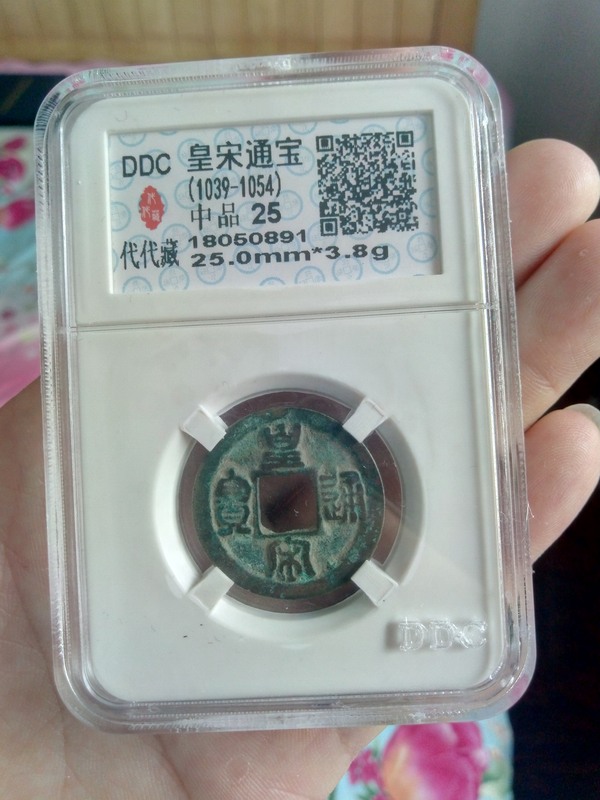 DDC 皇宋通宝
(1039-1054)
中品 25
18050891
代代藏 25.0mm*3.8g
皇
寶 通
宋
DDC